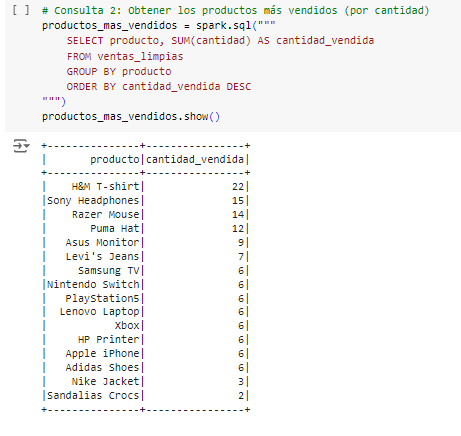 [ ] # Consulta 2: Obtener los productos más vendidos (por cantidad)
productos_mas_vendidos = spark.sql("""
    SELECT producto, SUM(cantidad) AS cantidad_vendida
    FROM ventas_limpias
    GROUP BY producto
    ORDER BY cantidad_vendida DESC
""")
productos_mas_vendidos.show()
+---------------+----------------+
|       producto|cantidad_vendida|
+---------------+----------------+
|    H&M T-shirt|              22|
|Sony Headphones|              15|
|    Razer Mouse|              14|
|       Puma Hat|              12|
|   Asus Monitor|               9|
|   Levi's Jeans|               7|
|     Samsung TV|               6|
|Nintendo Switch|               6|
|   PlayStation5|               6|
|  Lenovo Laptop|               6|
|           Xbox|               6|
|     HP Printer|               6|
|   Apple iPhone|               6|
|   Adidas Shoes|               6|
|    Nike Jacket|               3|
|Sandalias Crocs|               2|
+---------------+----------------+